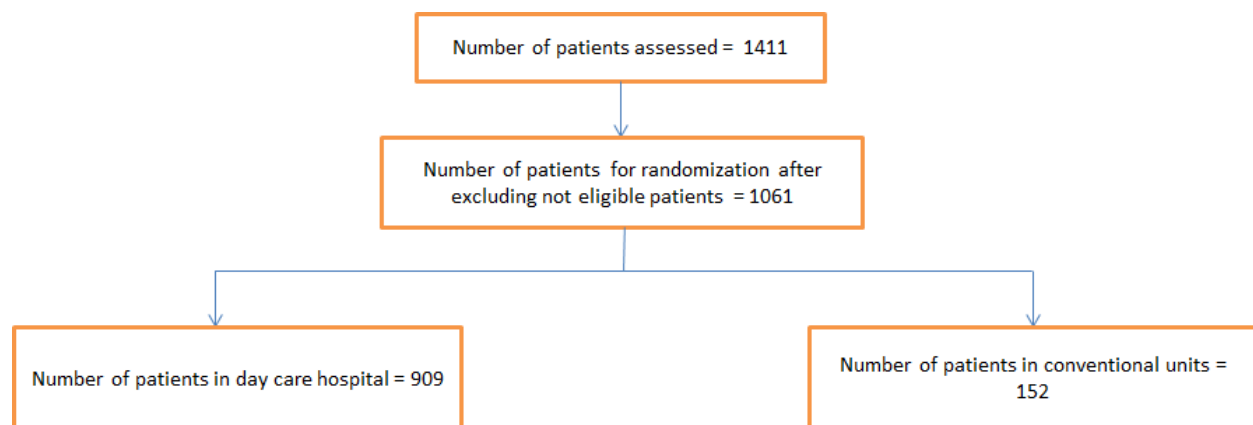 Number of patients assessed = 1411
Number of patients for randomization after
excluding not eligible patients = 1061
Number of patients in day care hospital = 909
Number of patients in conventional units =
152